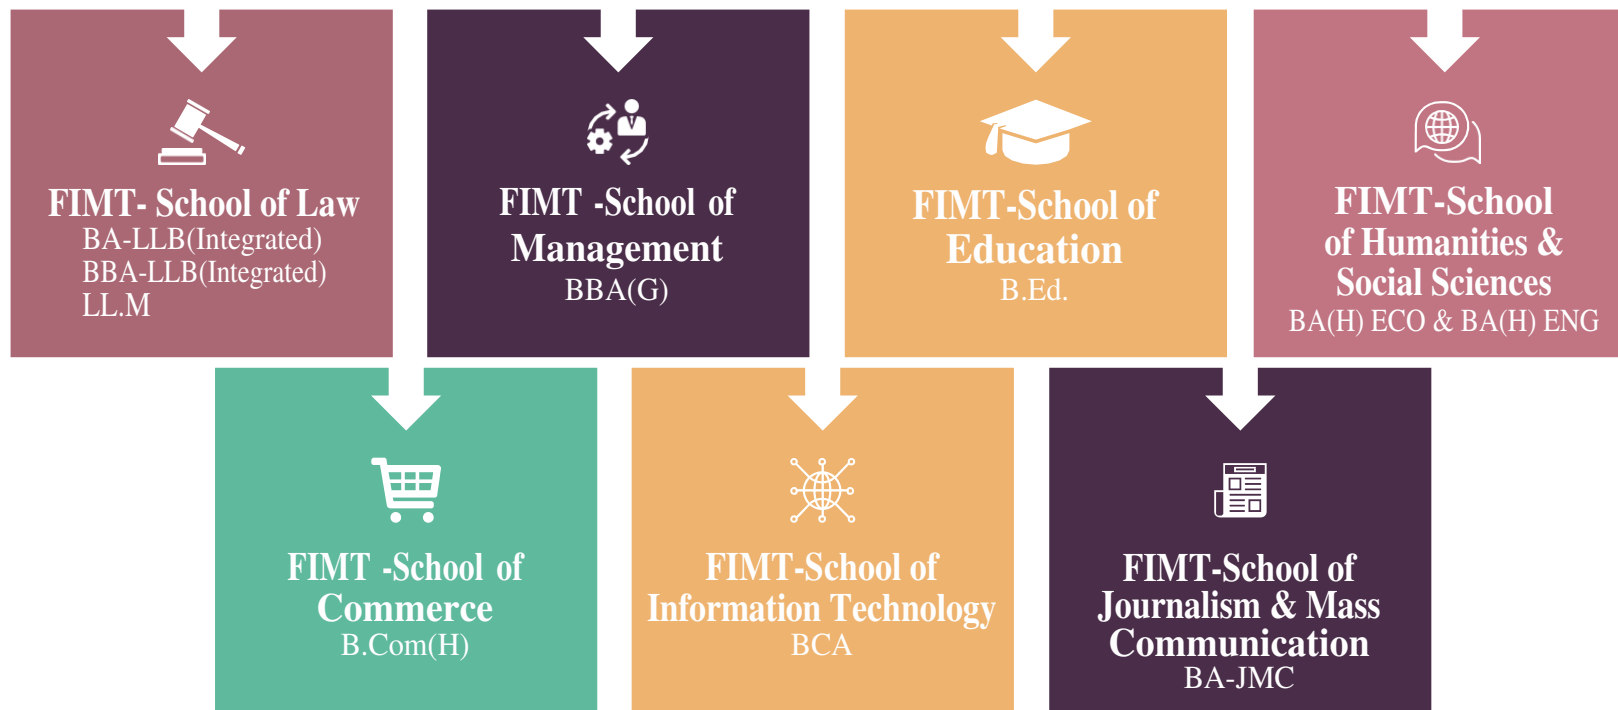 FIMT- School of Law
BA-LLB(Integrated)
BBA-LLB(Integrated)
LL.M
FIMT -School of
Management
BBA(G)
FIMT-School of
Education
B.Ed.
FIMT-School
of Humanities &
Social Sciences
BA(H) ECO & BA(H) ENG
FIMT -School of
Commerce
B.Com(H)
FIMT-School of
Information Technology
BCA
FIMT-School of
Journalism & Mass
Communication
BA-JMC